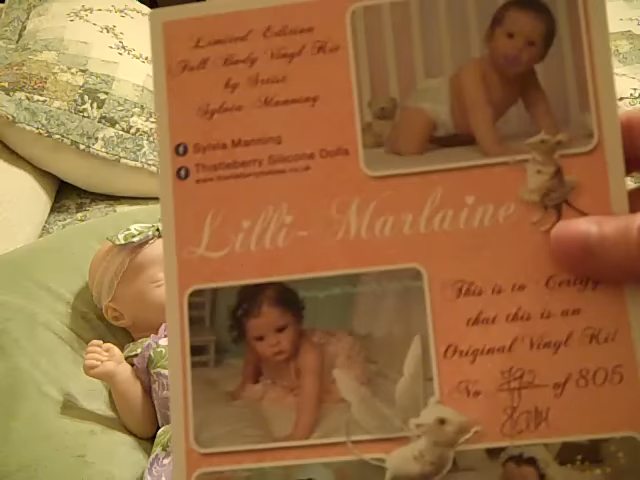 Limited Edition
Full Body Vinyl Kit
by Artist
Sylvia Manning
Sylvia Manning
Thistleberry Silicone Dolls
Lilli-Marlaine
This is to Certify
that this is an
Original Vinyl Kit
No of 805